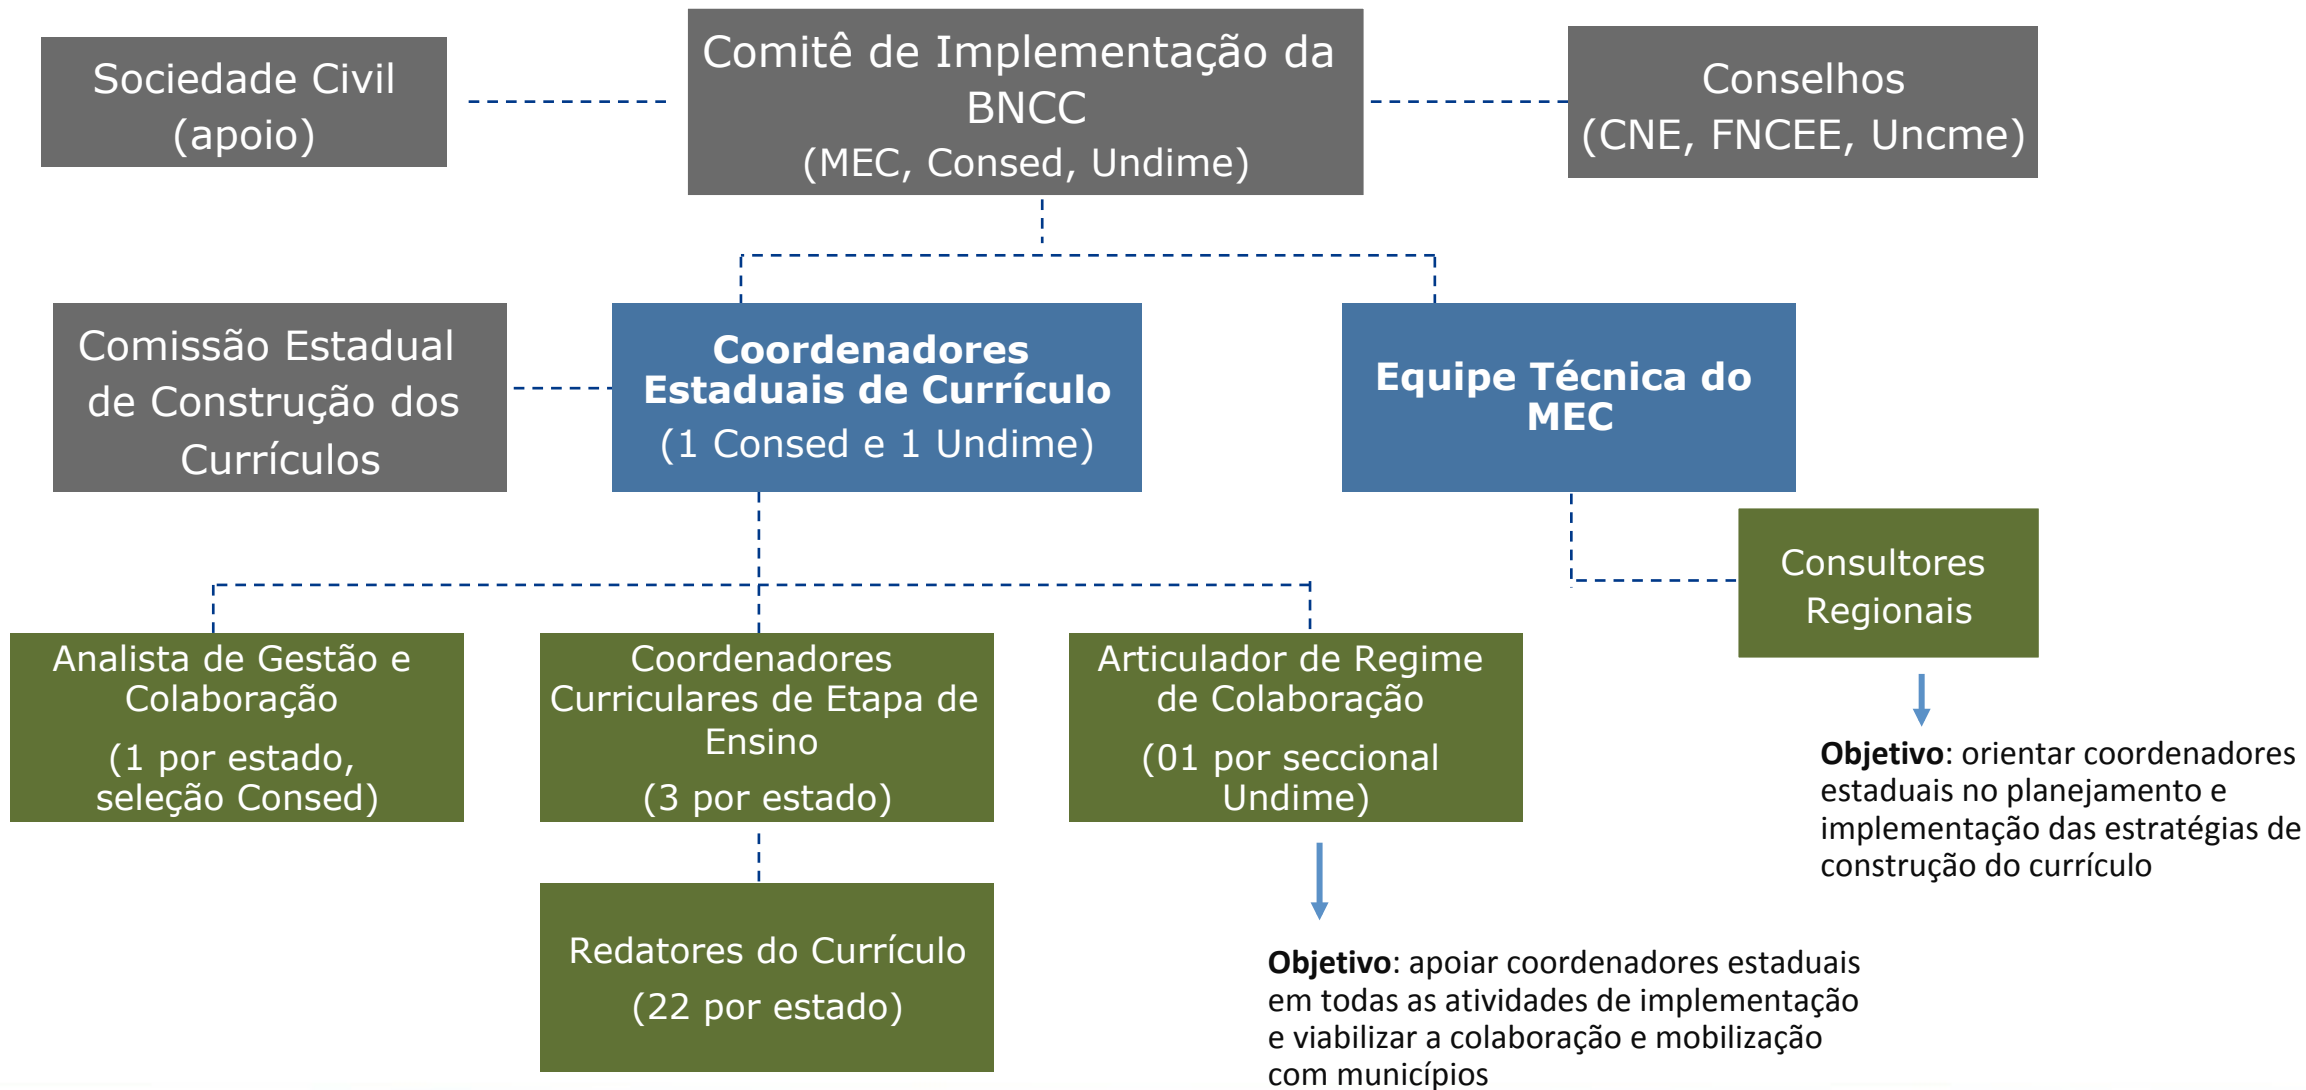 Sociedade Civil
(apoio)
Comitê de Implementação da
BNCC
(MEC, Consed, Undime)
Conselhos
(CNE, FNCEE, Uncme)
Comissão Estadual
de Construção dos
Currículos
Coordenadores
Estaduais de Currículo
(1 Consed e 1 Undime)
Equipe Técnica do
MEC
Consultores
Regionais
Analista de Gestão e
Colaboração
(1 por estado,
seleção Consed)
Coordenadores
Curriculares de Etapa de
Ensino
(3 por estado)
Articulador de Regime
de Colaboração
(01 por seccional
Undime)
Objetivo: orientar coordenadores
estaduais no planejamento e
implementação das estratégias de
construção do currículo
Redatores do Currículo
(22 por estado)
Objetivo: apoiar coordenadores estaduais
em todas as atividades de implementação
e viabilizar a colaboração e mobilização
com municípios